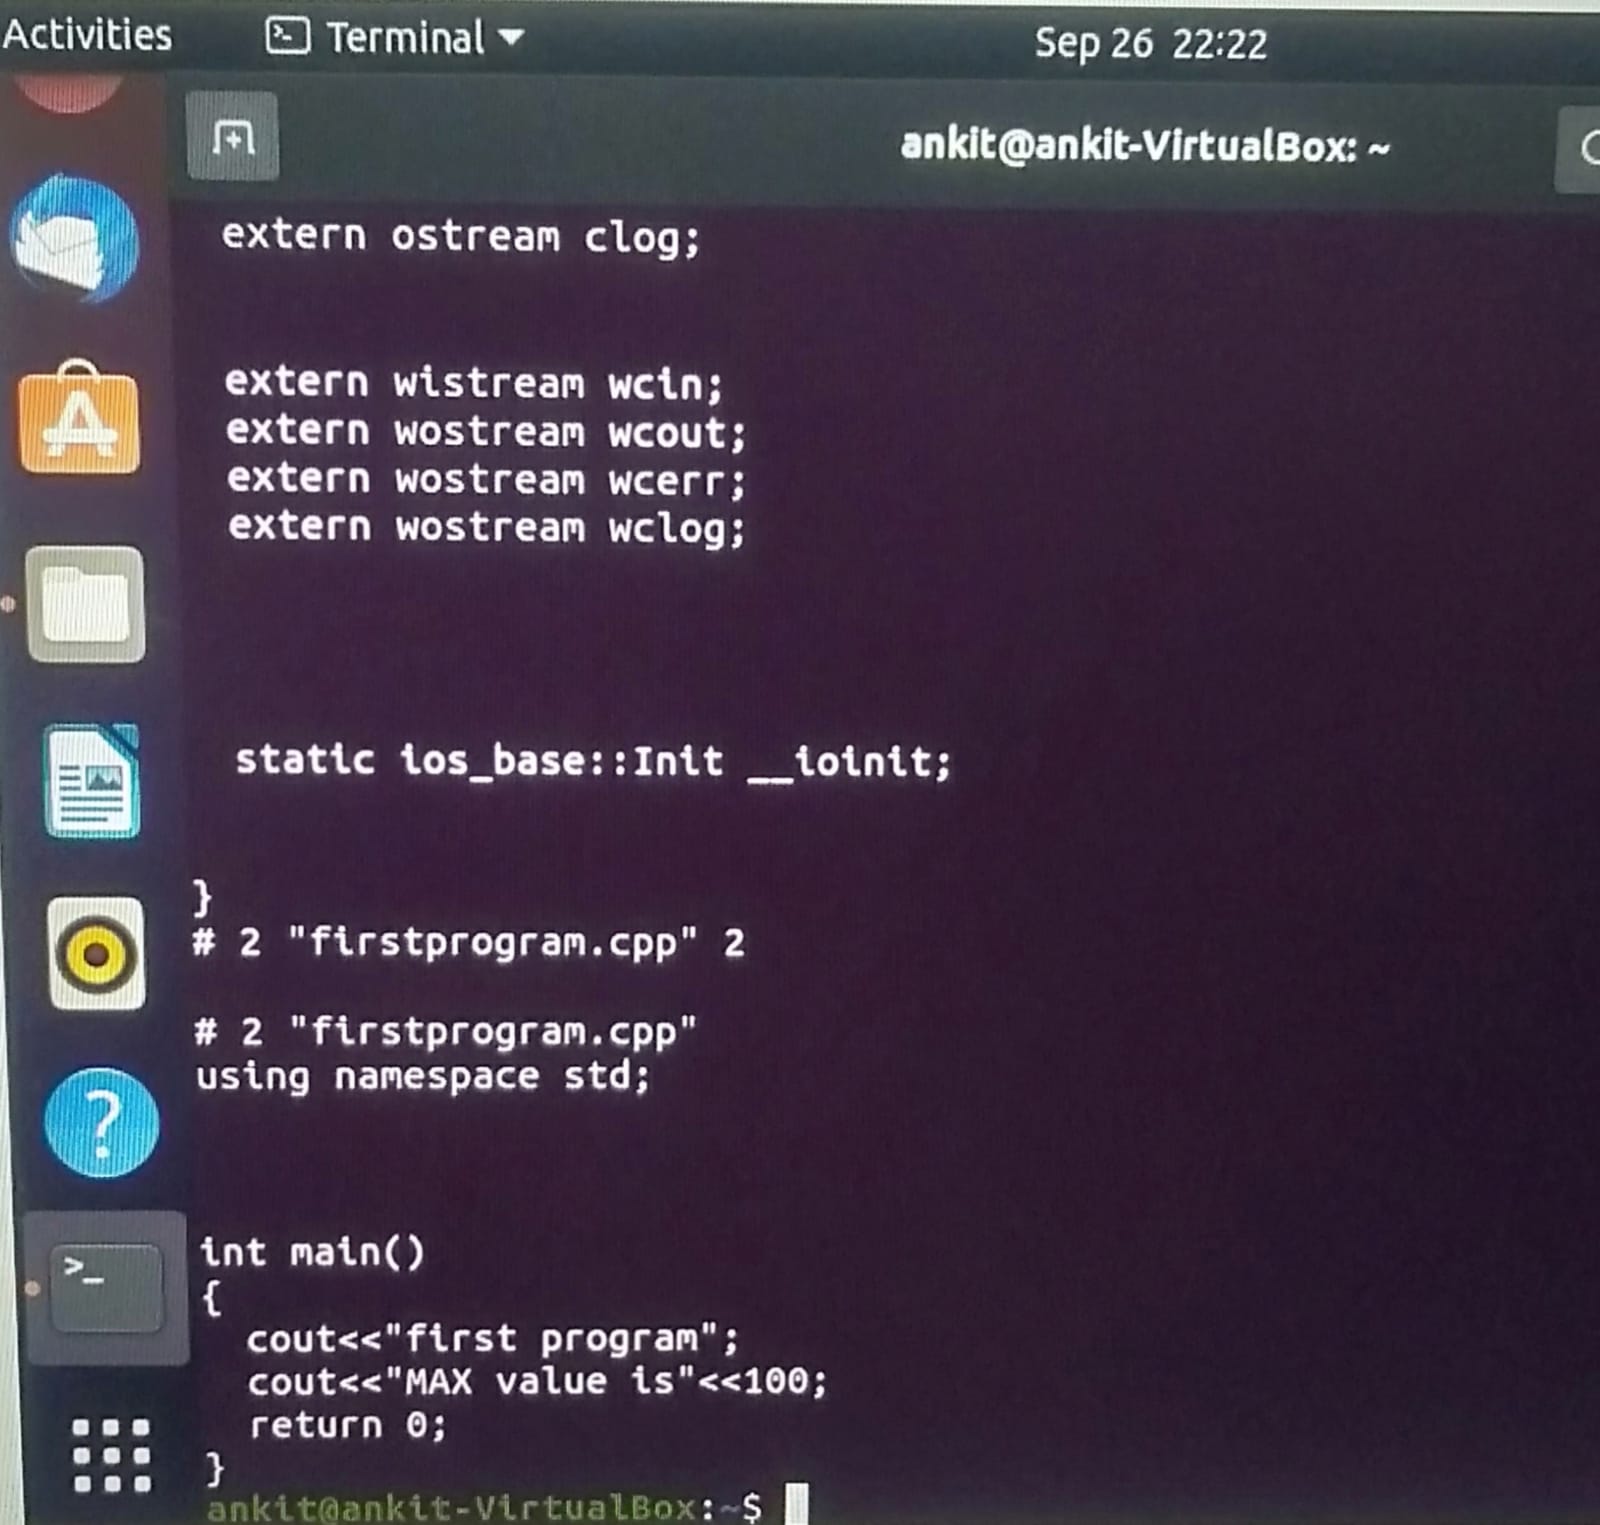 Activities
Terminal
Sep 26 22:22
ankit@ankit-VirtualBox: ~
extern ostream clog;
extern wistream wcin;
extern wostream wcout;
extern wostream wcerr;
extern wostream wclog;
static ios_base::Init __ioinit;
}
# 2 "firstprogram.cpp" 2
# 2 "firstprogram.cpp"
using namespace std;
int main()
{
cout<<"first program";
cout<<"MAX value is"<<100;
return 0;
}
ankit@ankit-VirtualBox:~$